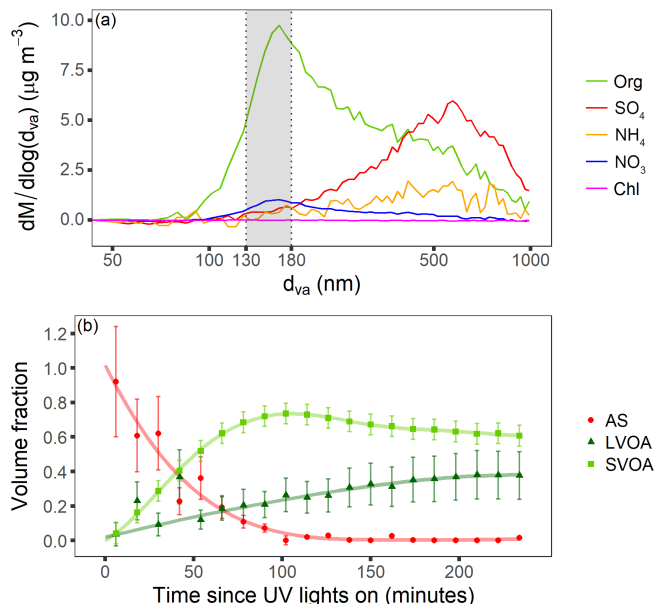 (a)
10.0
7.5
5.0
2.5
0.0
dM/dlog(dva) (μg m−3)
50 100 130 180 500 1000
dva (nm)
Org
SO4
NH4
NO3
Chl
(b)
1.2
1.0
0.8
0.6
0.4
0.2
0.0
Volume fraction
0 50 100 150 200
Time since UV lights on (minutes)
AS
LVOA
SVOA